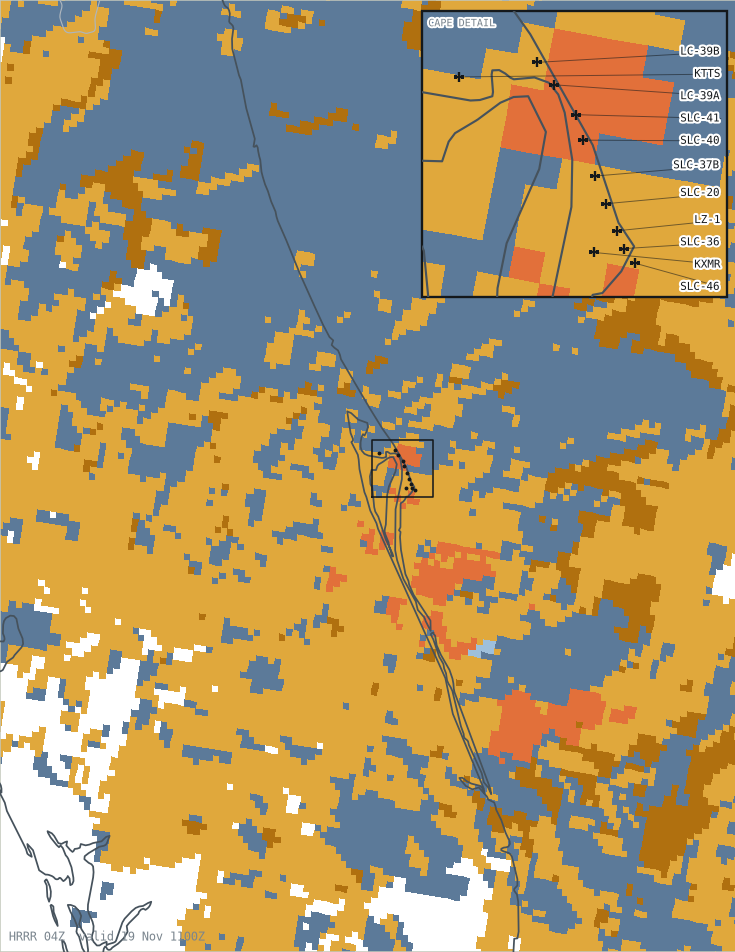 CAPE DETAIL
LC-39B
KTTS
LC-39A
SLC-41
SLC-40
SLC-37B
SLC-20
LZ-1
SLC-36
KXMR
SLC-46
HRRR 04Z valid 19 Nov 1100Z